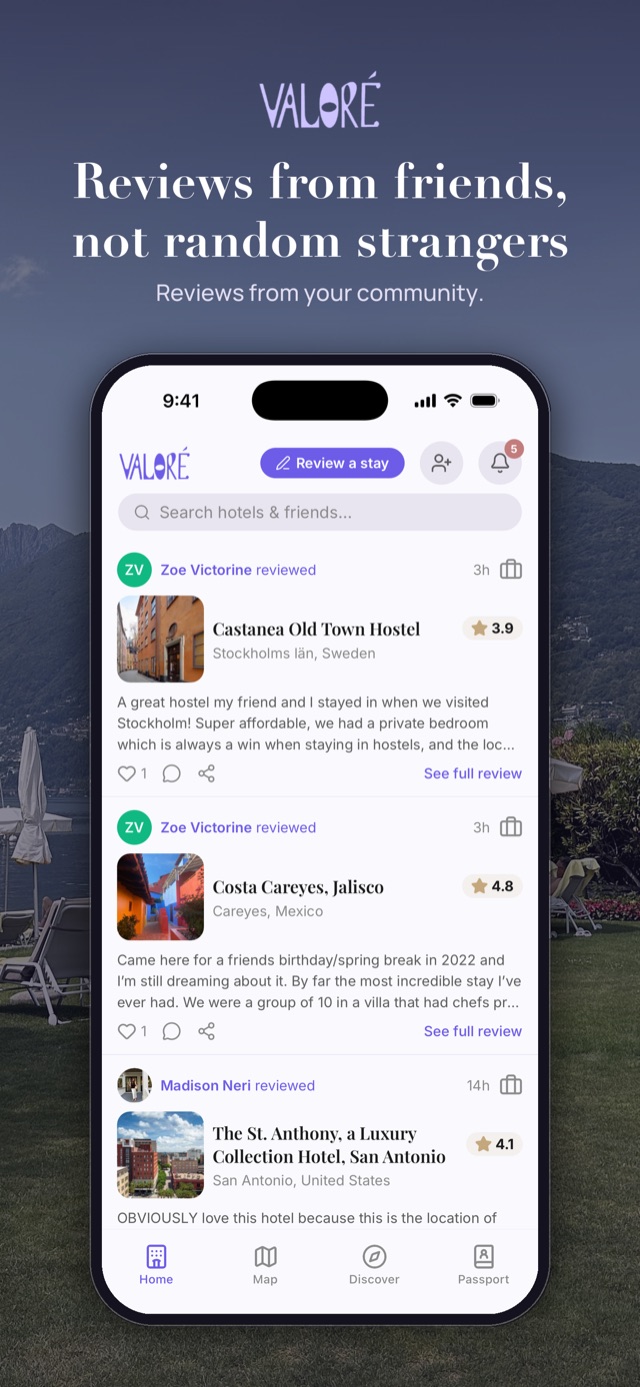 VALORÉ
Reviews from friends,
not random strangers
Reviews from your community.
9:41
VALORÉ
Review a stay
5
Search hotels & friends...
ZV
Zoe Victorine reviewed
3h
Castanea Old Town Hostel
3.9
Stockholms län, Sweden
A great hostel my friend and I stayed in when we visited
Stockholm! Super affordable, we had a private bedroom
which is always a win when staying in hostels, and the loc...
1
See full review
ZV
Zoe Victorine reviewed
3h
Costa Careyes, Jalisco
4.8
Careyes, Mexico
Came here for a friends birthday/spring break in 2022 and
I'm still dreaming about it. By far the most incredible stay I've
ever had. We were a group of 10 in a villa that had chefs pr...
1
See full review
Madison Neri reviewed
14h
The St. Anthony, a Luxury
Collection Hotel, San Antonio
4.1
San Antonio, United States
OBVIOUSLY love this hotel because this is the location of
Home
Map
Discover
Passport